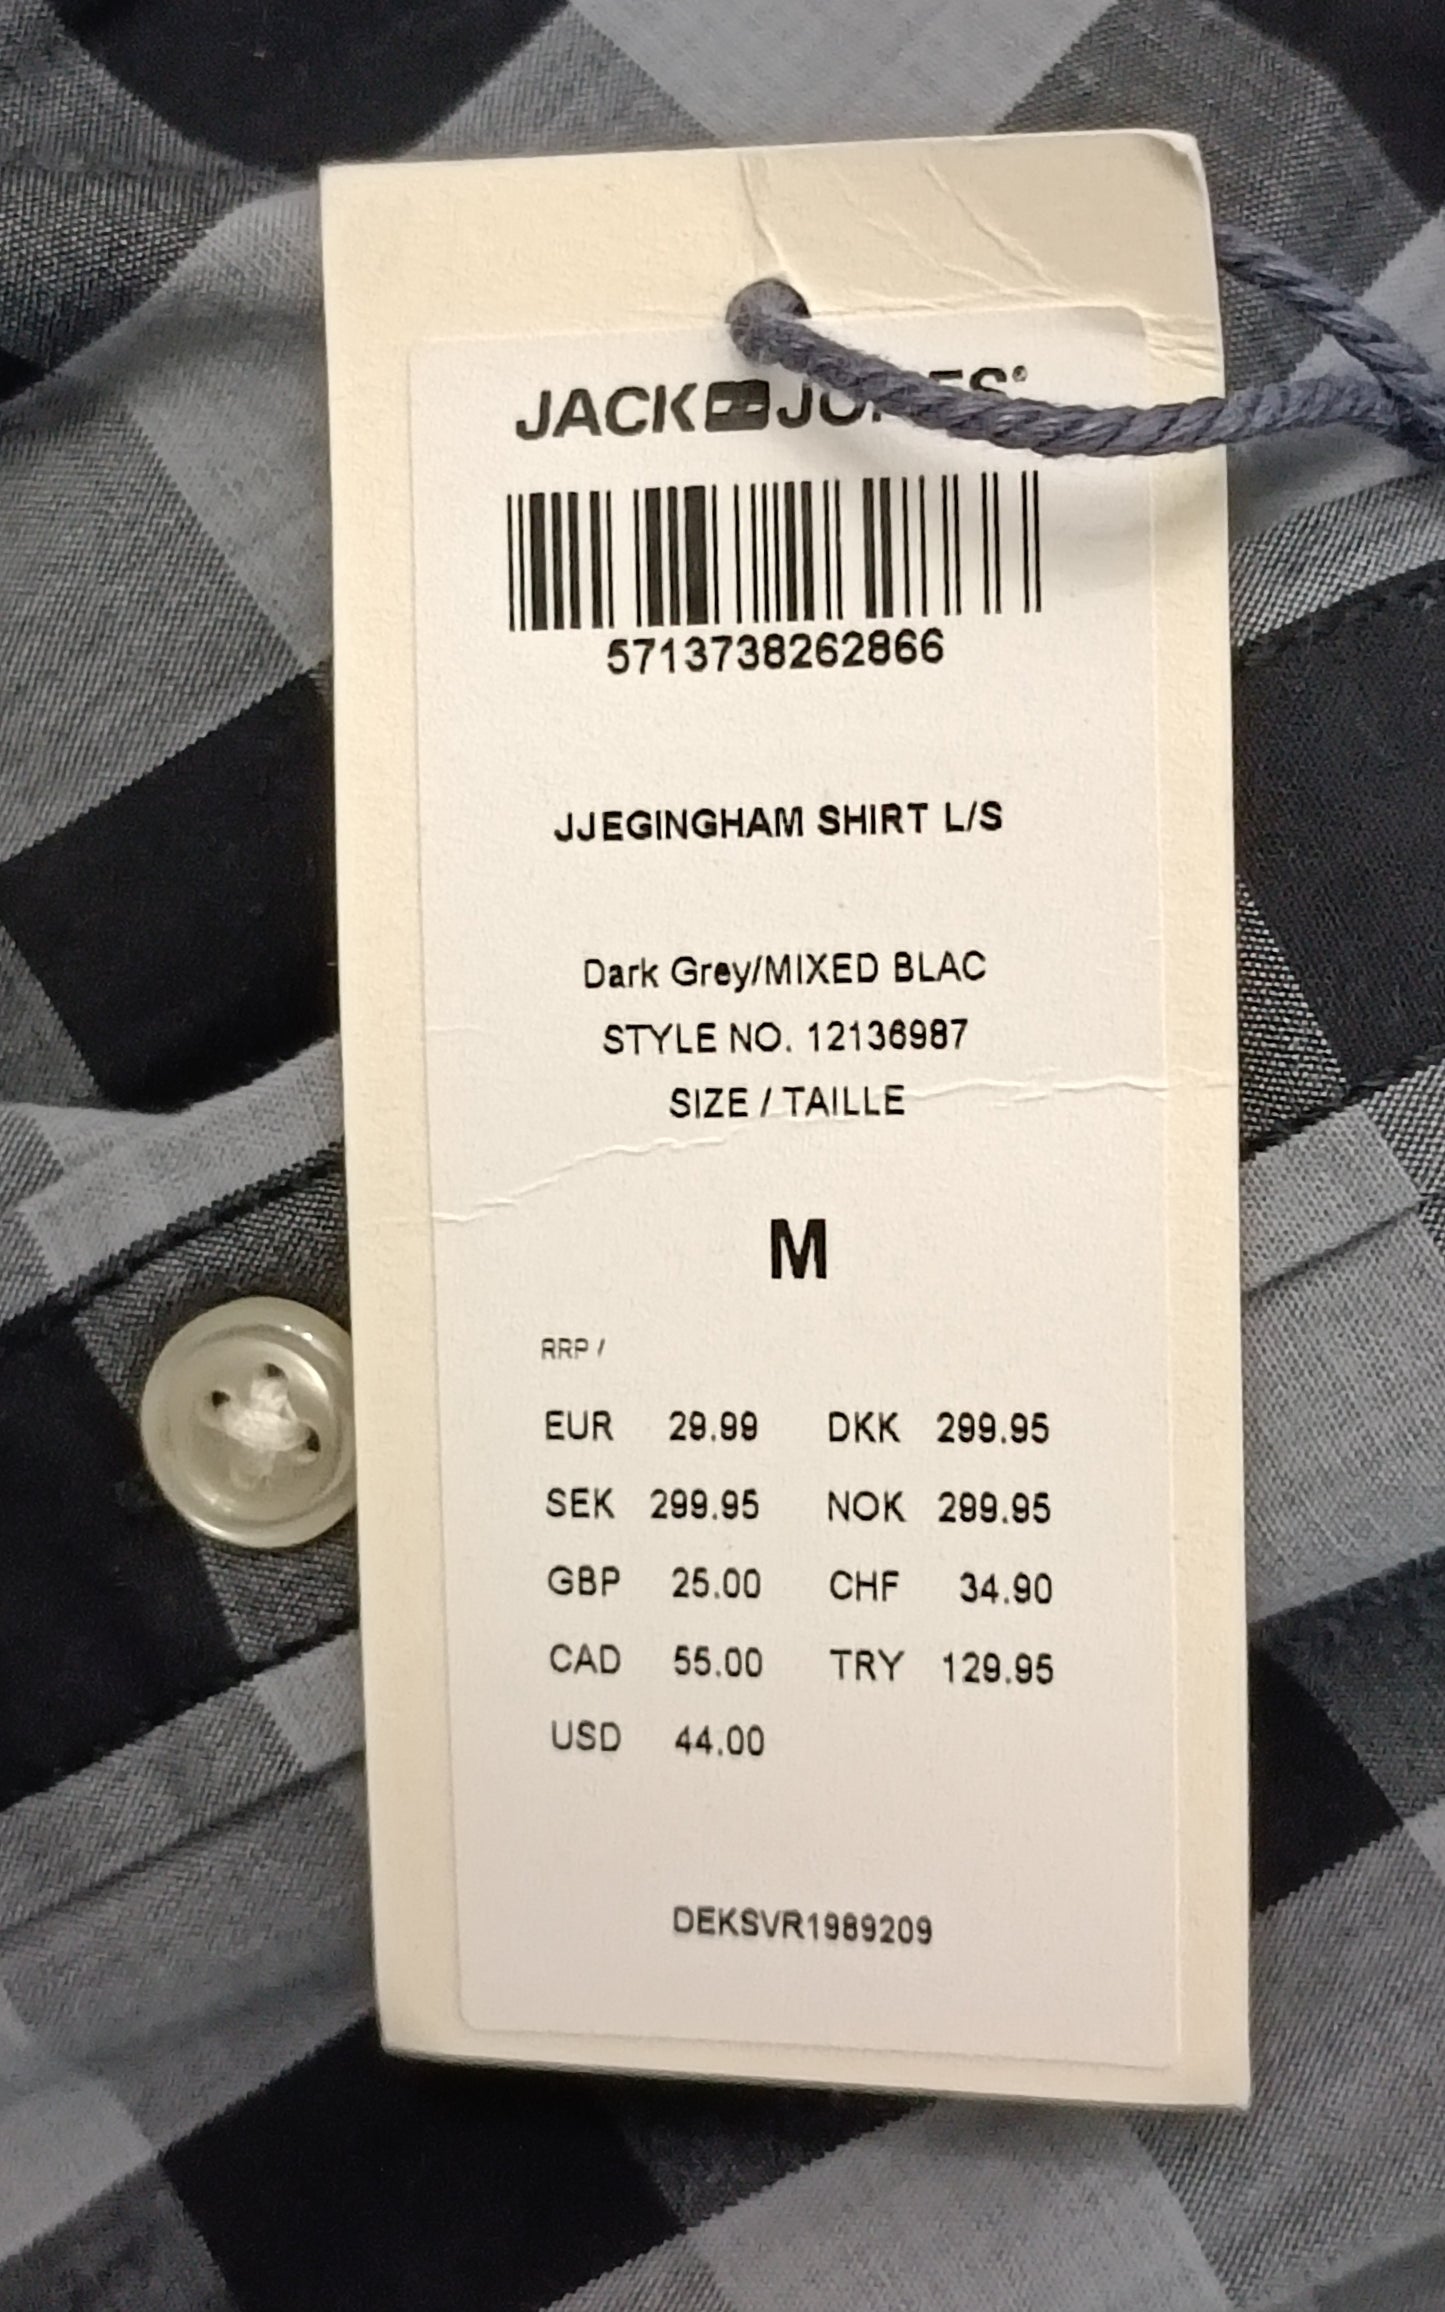 JACK JONES®
5713738262866
JJEGINGHAM SHIRT L/S
Dark Grey/MIXED BLAC
STYLE NO. 12136987
SIZE / TAILLE
M
RRP /
EUR 29.99 DKK 299.95
SEK 299.95 NOK 299.95
GBP 25.00 CHF 34.90
CAD 55.00 TRY 129.95
USD 44.00
DEKSVR1989209